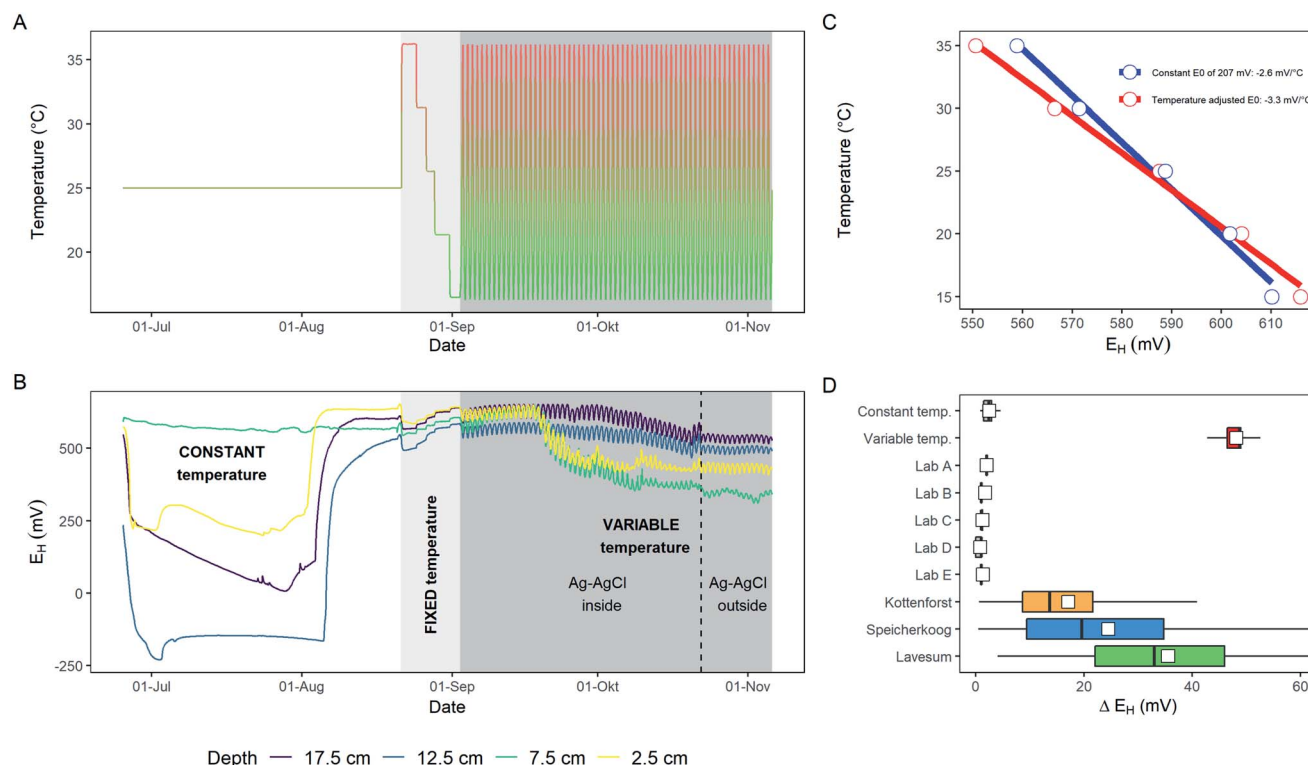 A
Temperature (°C)
35
30
25
20
01-Jul
01-Aug
01-Sep
01-Okt
01-Nov
Date
B
E_H (mV)
500
250
0
-250
CONSTANT
temperature
FIXED temperature
VARIABLE
temperature
Ag-AgCl
inside
Ag-AgCl
outside
01-Jul
01-Aug
01-Sep
01-Okt
01-Nov
Date
Depth
17.5 cm
12.5 cm
7.5 cm
2.5 cm
C
Temperature (°C)
35
30
25
20
15
Constant E0 of 207 mV: -2.6 mV/°C
Temperature adjusted E0: -3.3 mV/°C
550
560
570
580
590
600
610
E_H (mV)
D
Constant temp.
Variable temp.
Lab A
Lab B
Lab C
Lab D
Lab E
Kottenforst
Speicherkoog
Lavesum
0
20
40
60
Δ E_H (mV)